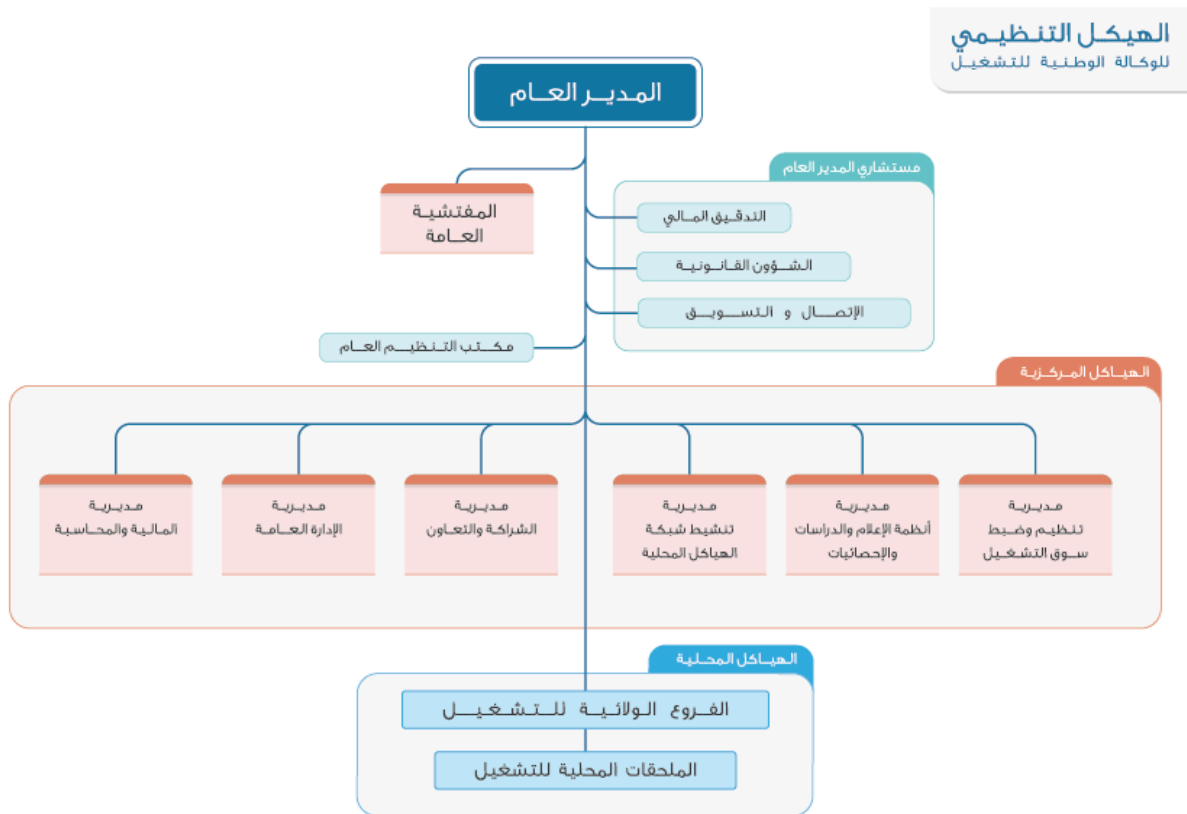 الهيكل التنظيمي
للوكالة الوطنية للتشغيل
المدير العام
مستشاري المدير العام
التدقيق المالي
الشؤون القانونية
الإتصال و التسويق
المفتشية
العامة
مكتب التنظيم العام
الهياكل المركزية
مديرية
تنظيم وضبط
سوق التشغيل
مديرية
أنظمة الإعلام والدراسات
والإحصائيات
مديرية
تنشيط شبكة
الهياكل المحلية
مديرية
الشراكة والتعاون
مديرية
الإدارة العامة
مديرية
المالية والمحاسبة
الهياكل المحلية
الفروع الولائية للتشغيل
الملحقات المحلية للتشغيل